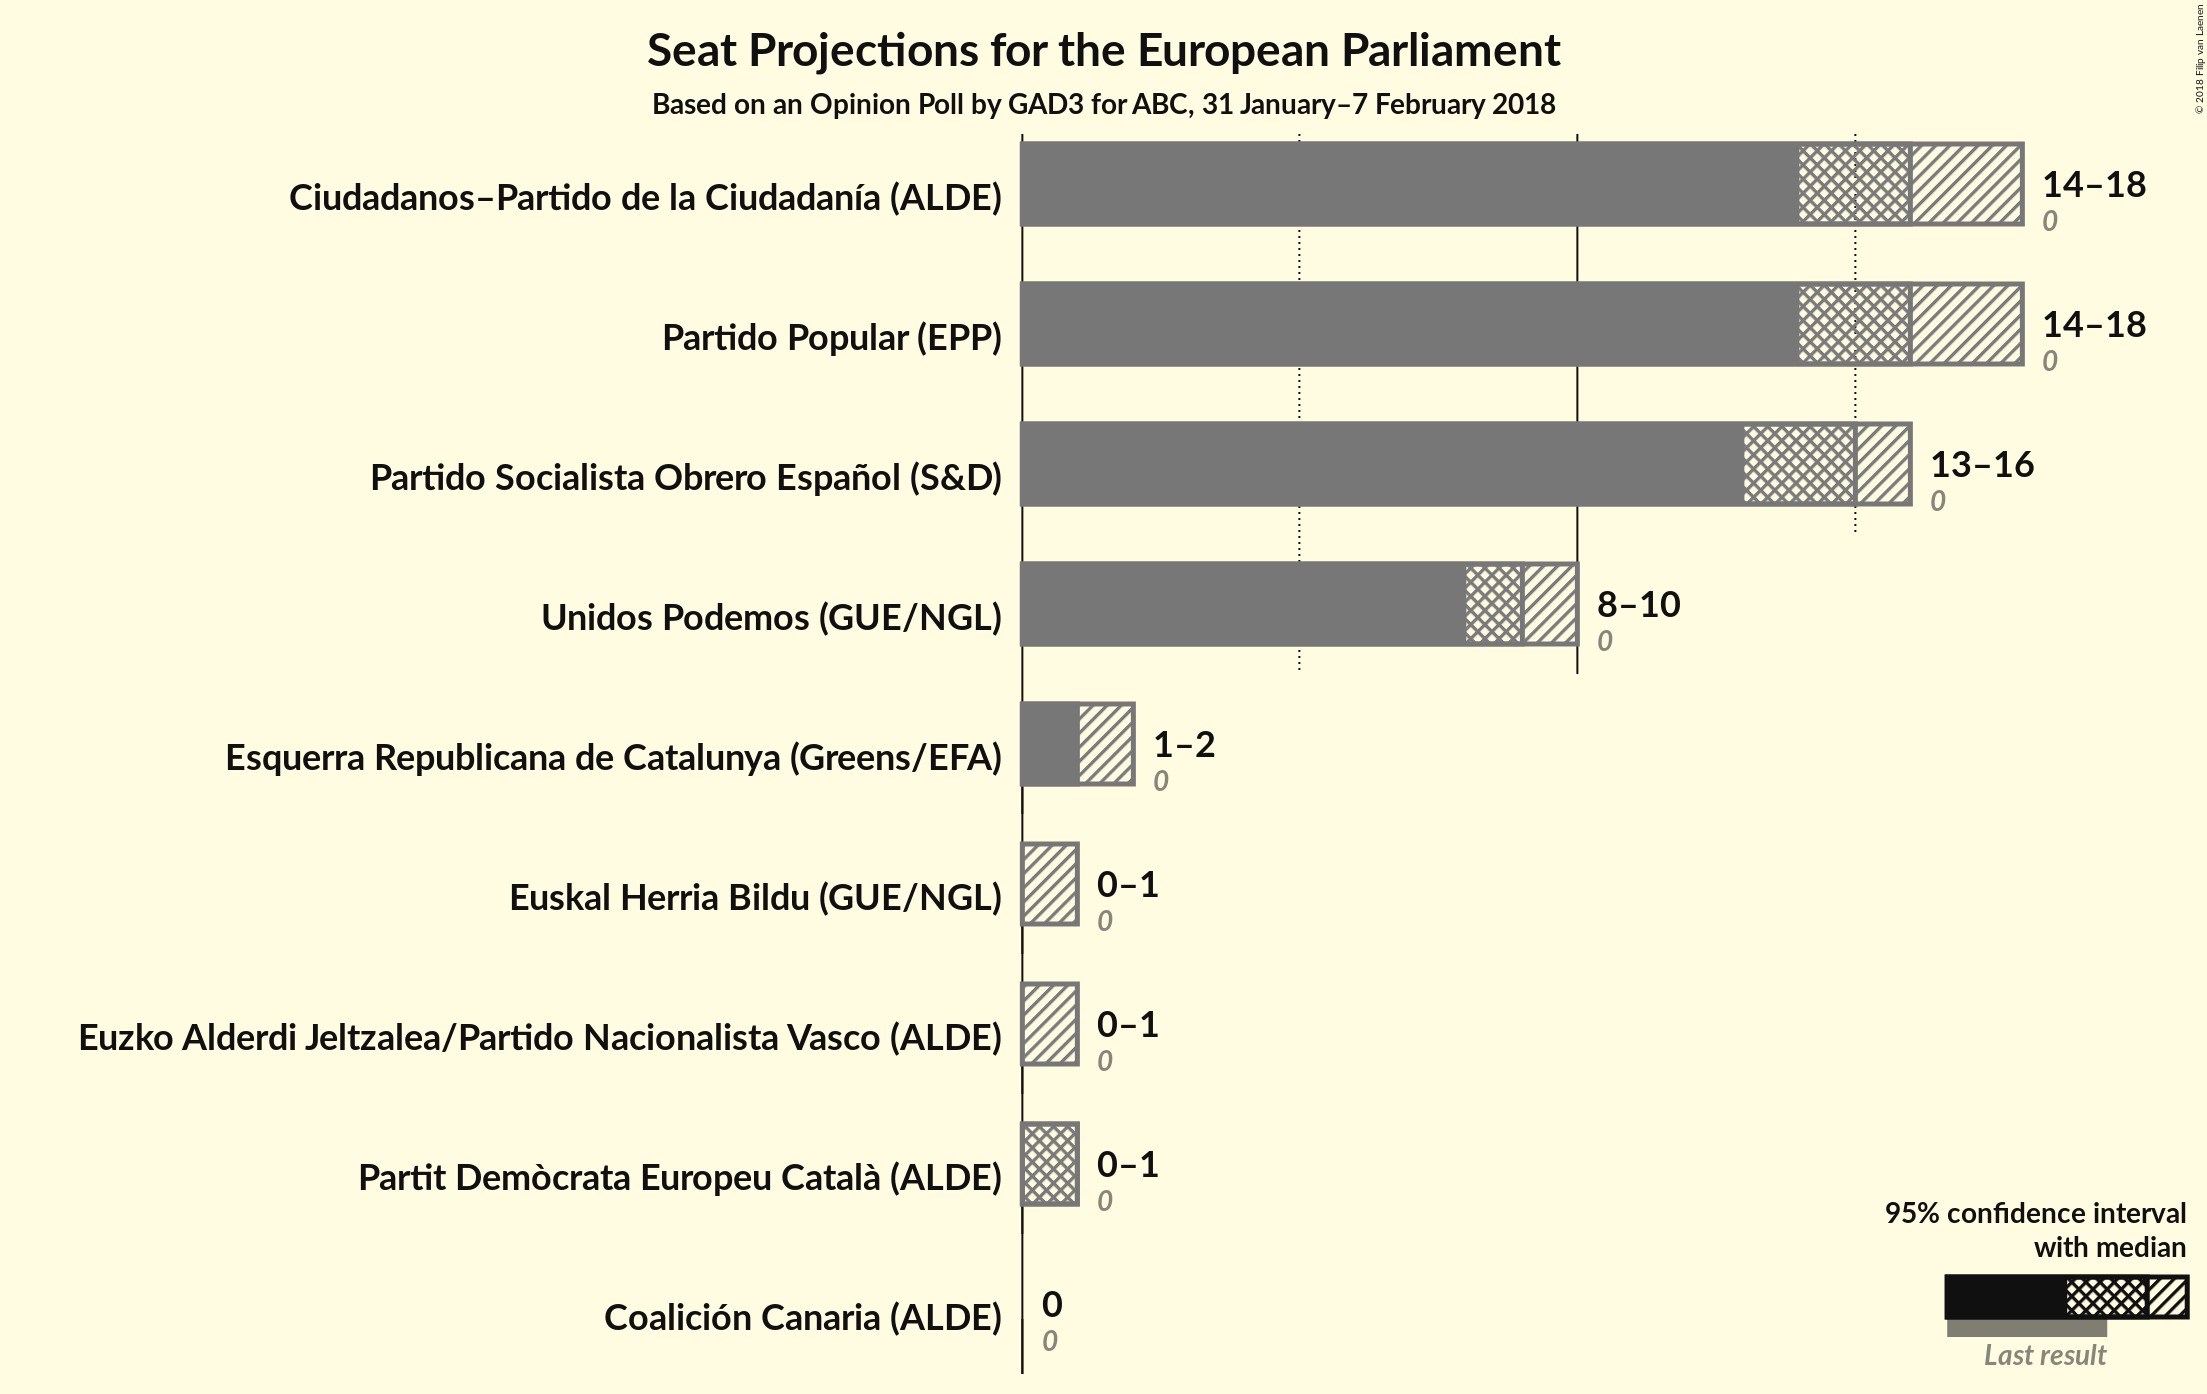 Seat Projections for the European Parliament
Based on an Opinion Poll by GAD3 for ABC, 31 January–7 February 2018
© 2018 Filip van Laenen
Ciudadanos–Partido de la Ciudadanía (ALDE)
14–18
0
Partido Popular (EPP)
14–18
0
Partido Socialista Obrero Español (S&D)
13–16
0
Unidos Podemos (GUE/NGL)
8–10
0
Esquerra Republicana de Catalunya (Greens/EFA)
1–2
0
Euskal Herria Bildu (GUE/NGL)
0–1
0
Euzko Alderdi Jeltzalea/Partido Nacionalista Vasco (ALDE)
0–1
0
Partit Demòcrata Europeu Català (ALDE)
0–1
0
Coalición Canaria (ALDE)
0
0
95% confidence interval
with median
Last result